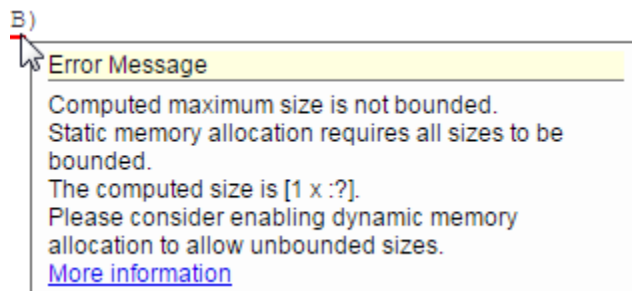 B)
Error Message
Computed maximum size is not bounded.
Static memory allocation requires all sizes to be
bounded.
The computed size is [1 x :?].
Please consider enabling dynamic memory
allocation to allow unbounded sizes.
More information